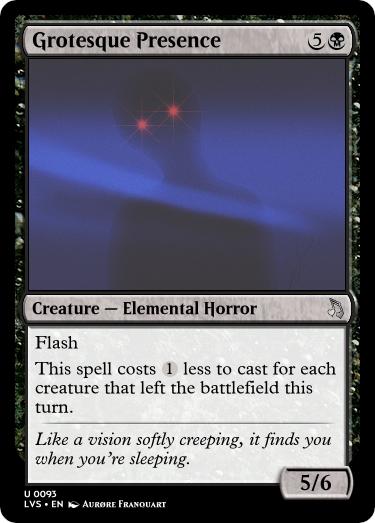 Grotesque Presence 5
Creature — Elemental Horror
Flash
This spell costs 1 less to cast for each
creature that left the battlefield this
turn.
Like a vision softly creeping, it finds you
when you're sleeping.
5/6
U 0093
LVS • EN Aurøre Franouart